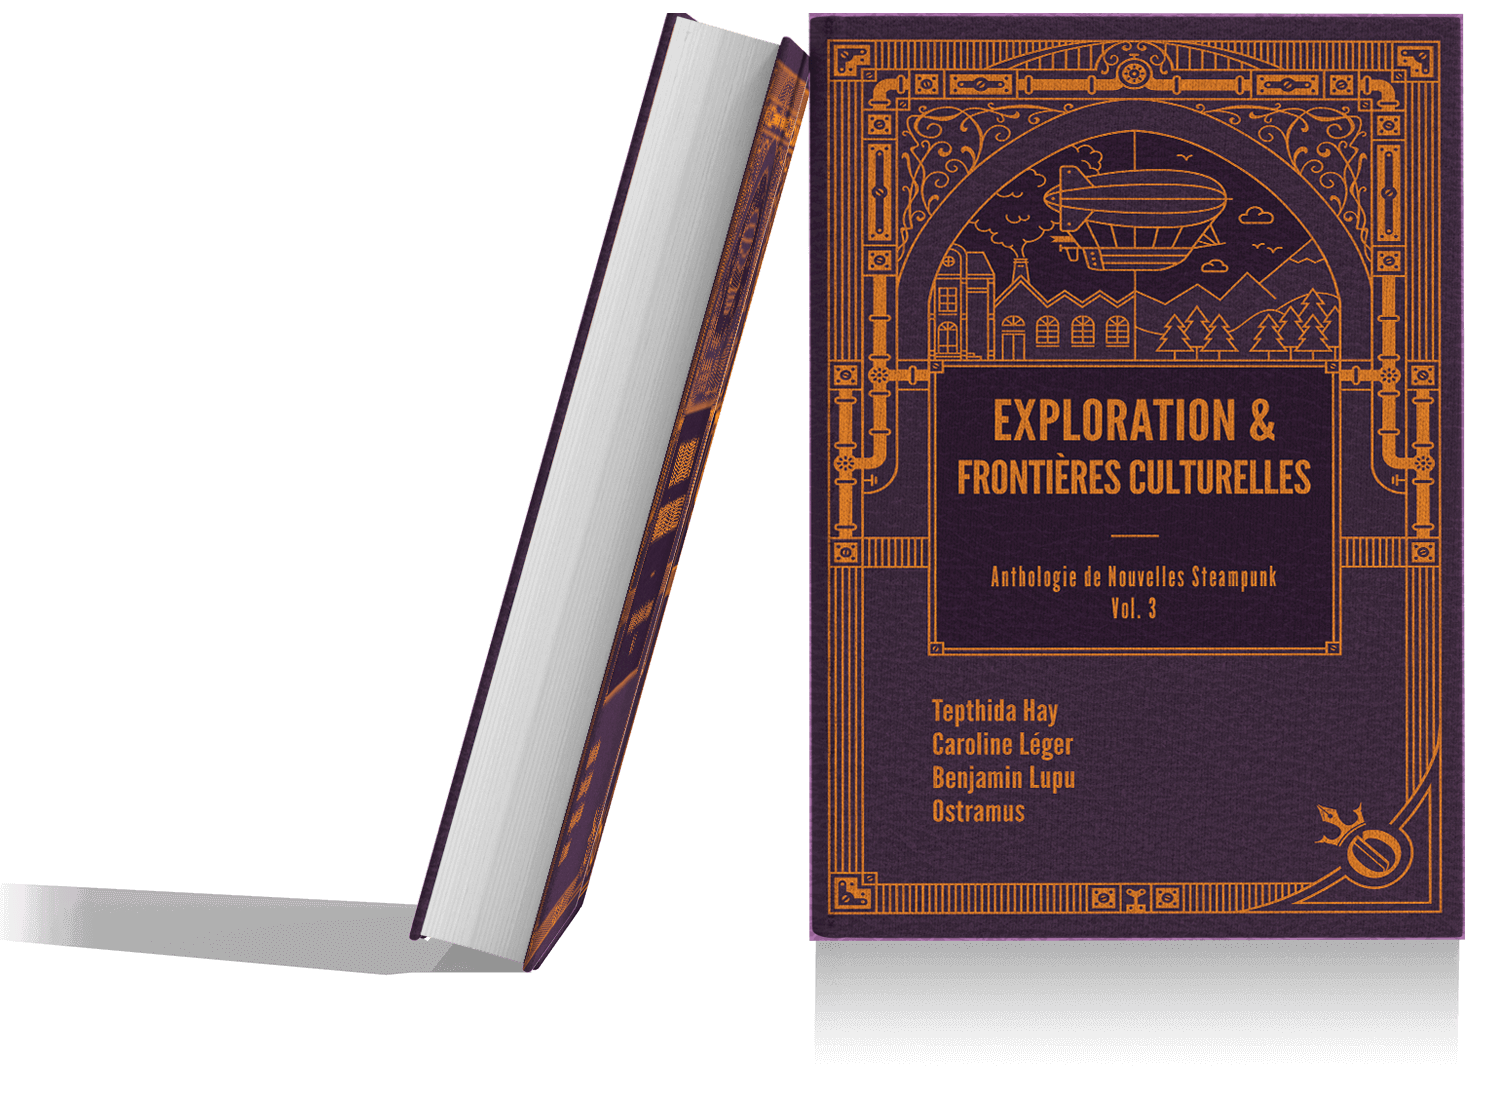 EXPLORATION &
FRONTIÈRES CULTURELLES
Anthologie de Nouvelles Steampunk
Vol. 3
Tepthida Hay
Caroline Léger
Benjamin Lupu
Ostramus